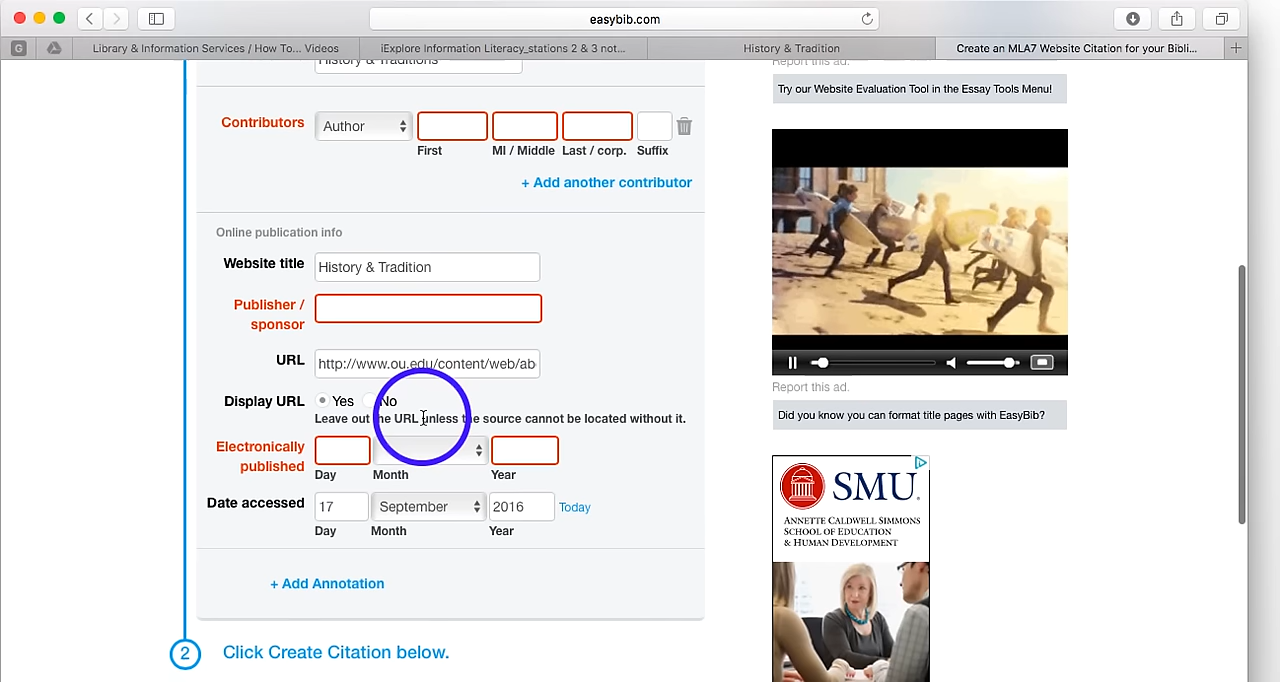 easybib.com
G
Library & Information Services / How To... Videos
iExplore Information Literacy_stations 2 & 3 not...
History & Tradition
Create an MLA7 Website Citation for your Bibli...
History & Traditions
Report this ad.
Try our Website Evaluation Tool in the Essay Tools Menu!
Contributors Author
First MI / Middle Last / corp. Suffix
+ Add another contributor
Online publication info
Website title History & Tradition
Publisher /
sponsor
URL http://www.ou.edu/content/web/ab
Display URL Yes No
Leave out the URL unless the source cannot be located without it.
Electronically
published
Day Month Year
Date accessed 17 September 2016 Today
Day Month Year
+ Add Annotation
2 Click Create Citation below.
Report this ad.
Did you know you can format title pages with EasyBib?
SMU.
ANNETTE CALDWELL SIMMONS
SCHOOL OF EDUCATION
& HUMAN DEVELOPMENT